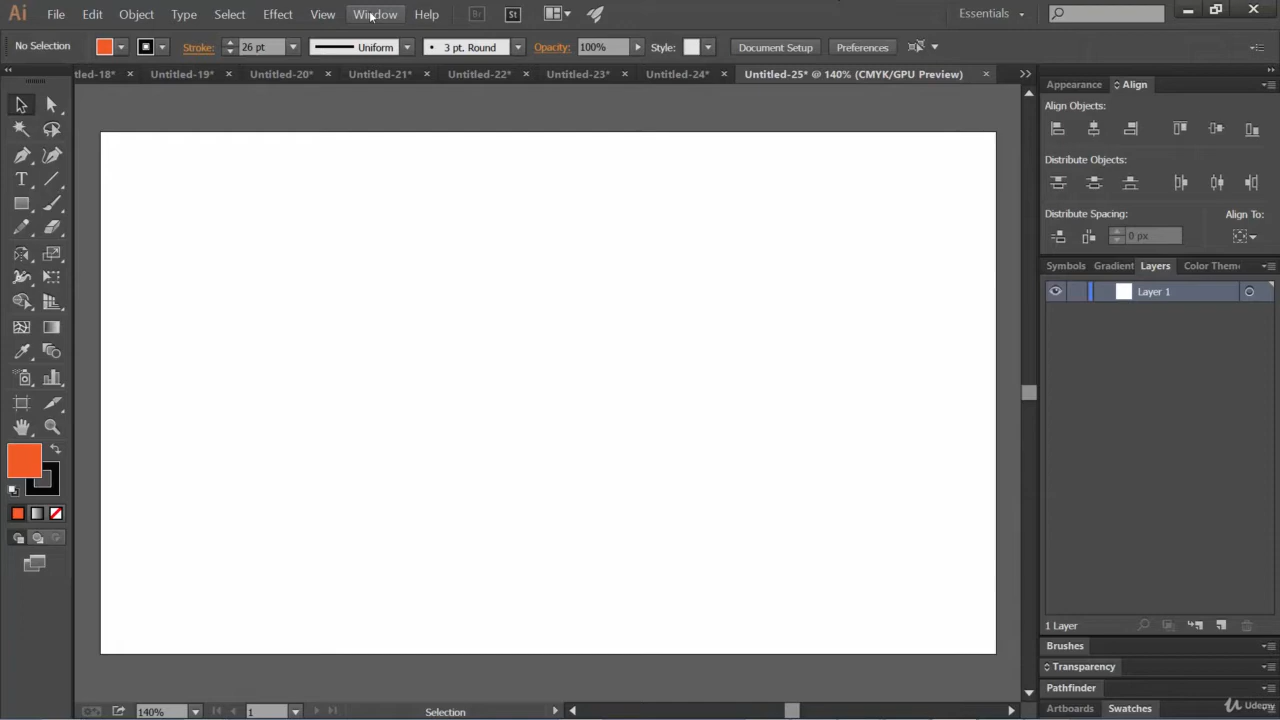 Ai File Edit Object Type Select Effect View Window Help Br St Essentials
No Selection Stroke: 26 pt Uniform 3 pt. Round Opacity: 100% Style: Document Setup Preferences
tled-18* × Untitled-19* × Untitled-20* × Untitled-21* × Untitled-22* × Untitled-23* × Untitled-24* × Untitled-25* @ 140% (CMYK/GPU Preview) ×
Appearance Align
Align Objects:
Distribute Objects:
Distribute Spacing: Align To:
0 px
Symbols Gradient Layers Color Them
Layer 1
1 Layer
Brushes
Transparency
Pathfinder
Artboards Swatches
140% 1 Selection
Udemy